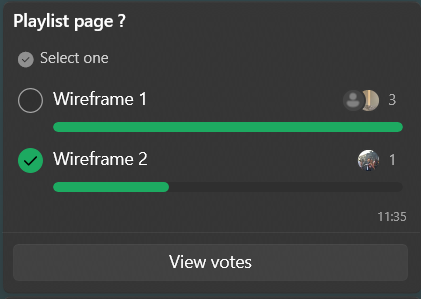 Playlist page ?
Select one
Wireframe 1 3
Wireframe 2 1
11:35
View votes